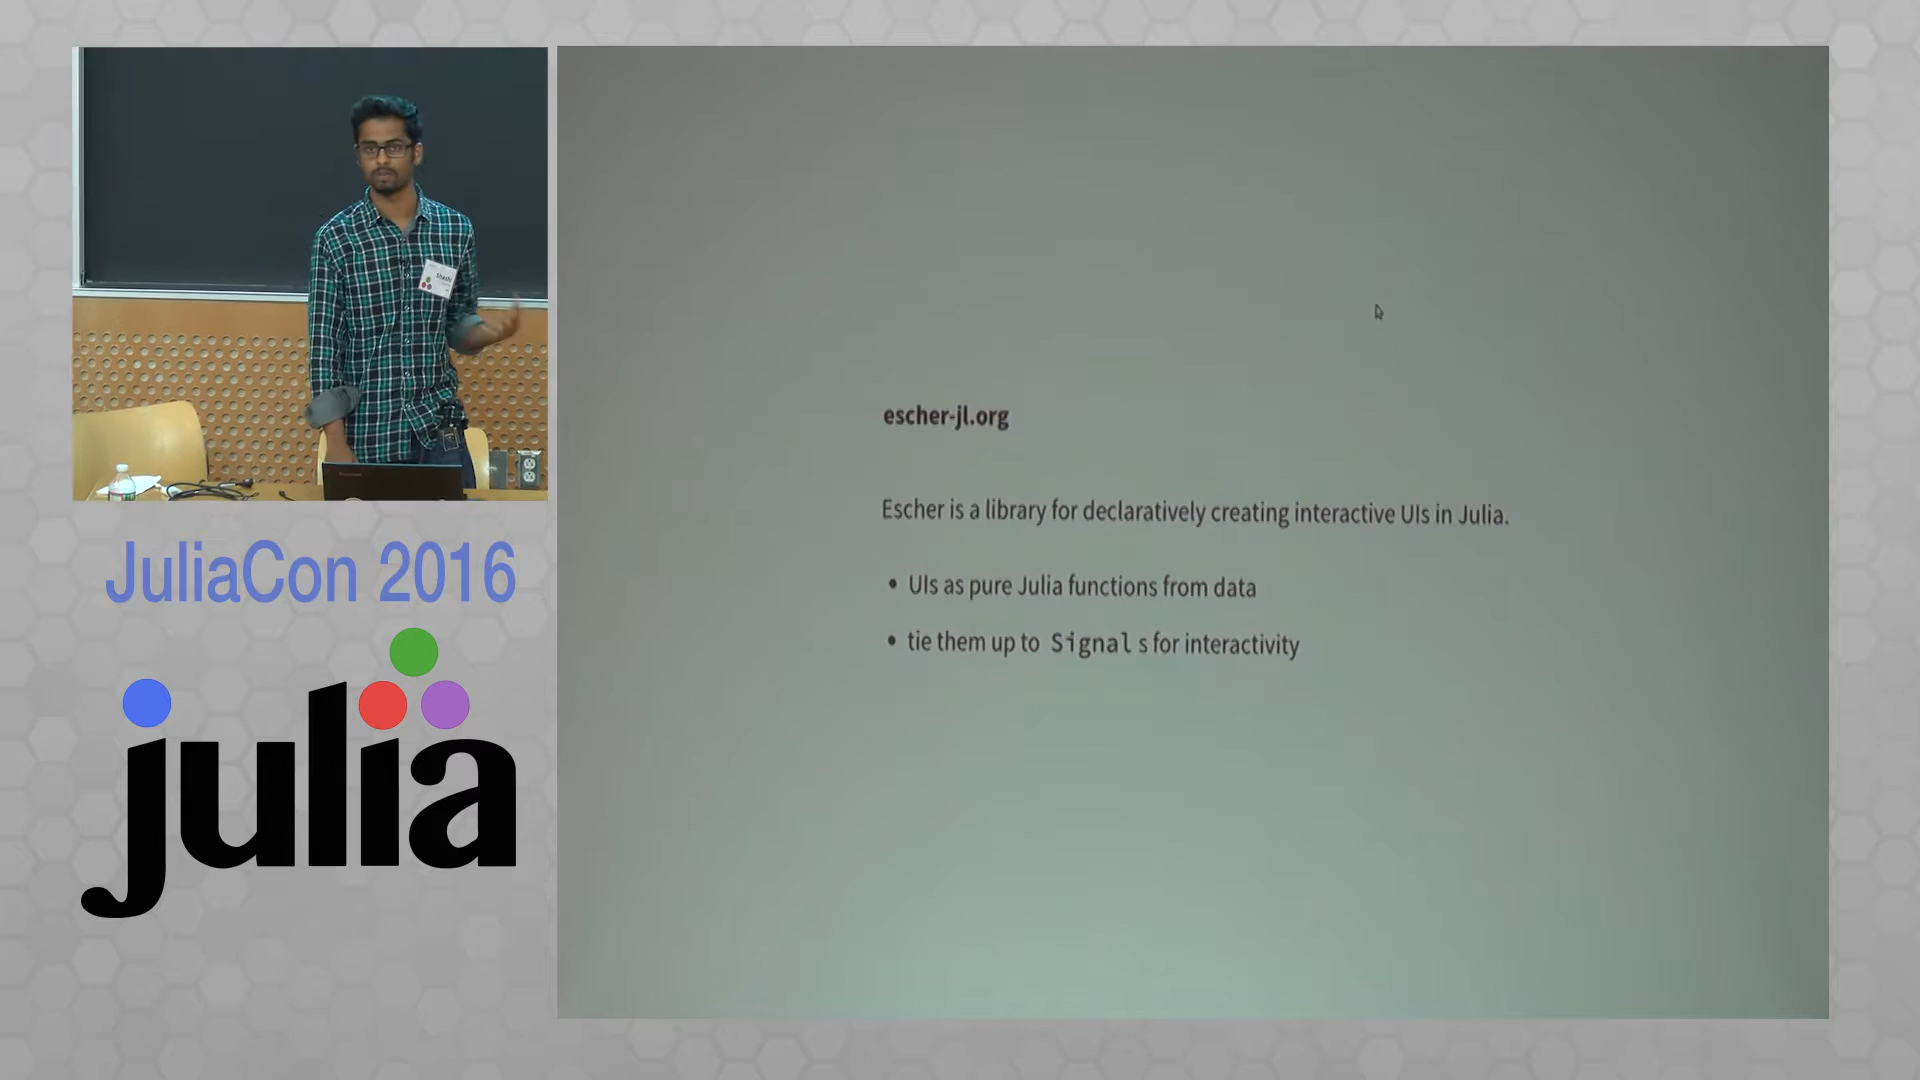 Shashi
JuliaCon 2016
julia
escher-jl.org
Escher is a library for declaratively creating interactive UIs in Julia.
• UIs as pure Julia functions from data
• tie them up to Signal s for interactivity